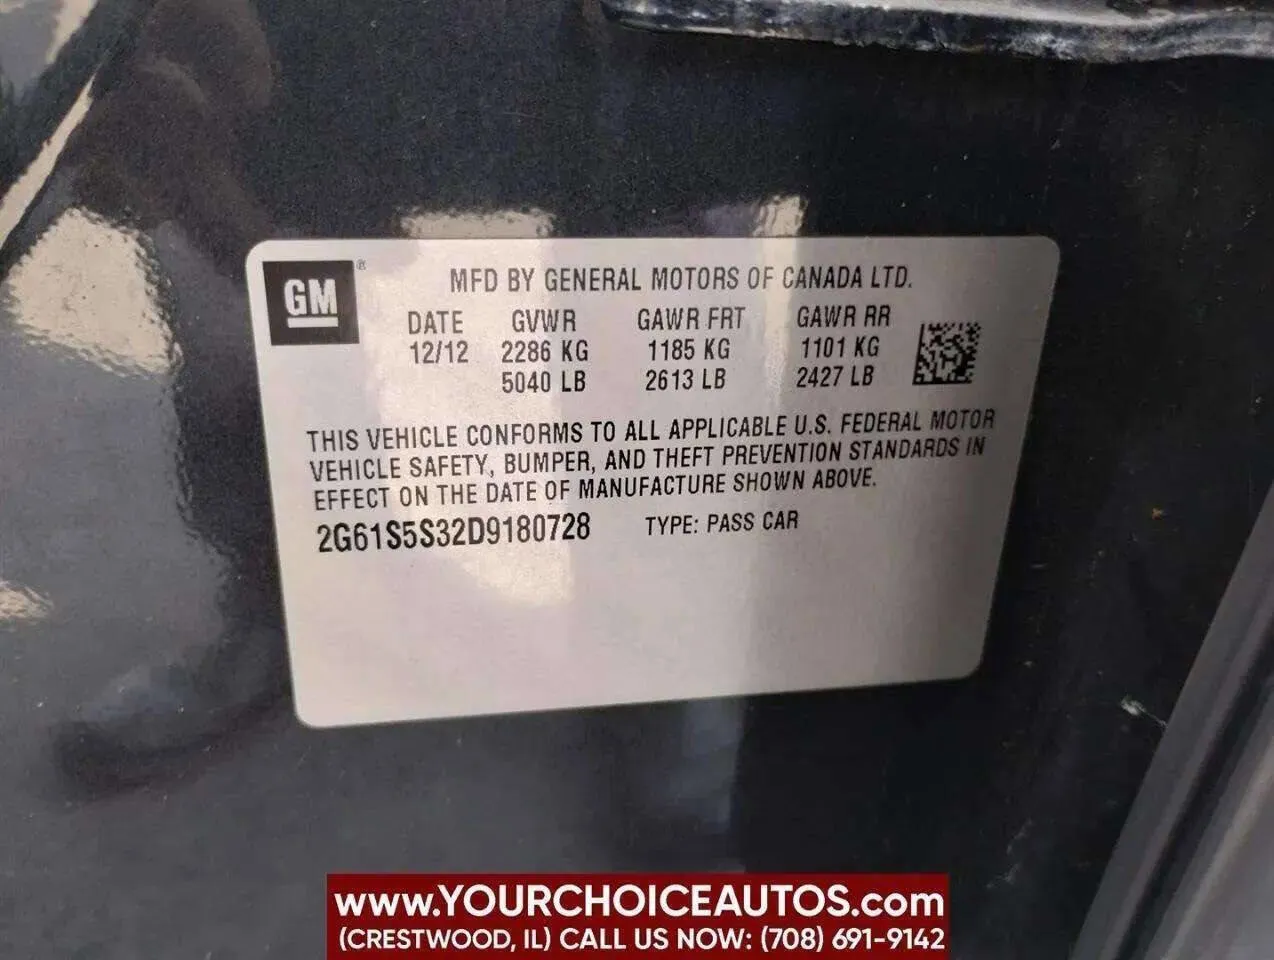 GM®
MFD BY GENERAL MOTORS OF CANADA LTD.
DATE GVWR GAWR FRT GAWR RR
12/12 2286 KG 1185 KG 1101 KG
5040 LB 2613 LB 2427 LB
THIS VEHICLE CONFORMS TO ALL APPLICABLE U.S. FEDERAL MOTOR
VEHICLE SAFETY, BUMPER, AND THEFT PREVENTION STANDARDS IN
EFFECT ON THE DATE OF MANUFACTURE SHOWN ABOVE.
2G61S5S32D9180728 TYPE: PASS CAR
www.YOURCHOICEAUTOS.com
(CRESTWOOD, IL) CALL US NOW: (708) 691-9142